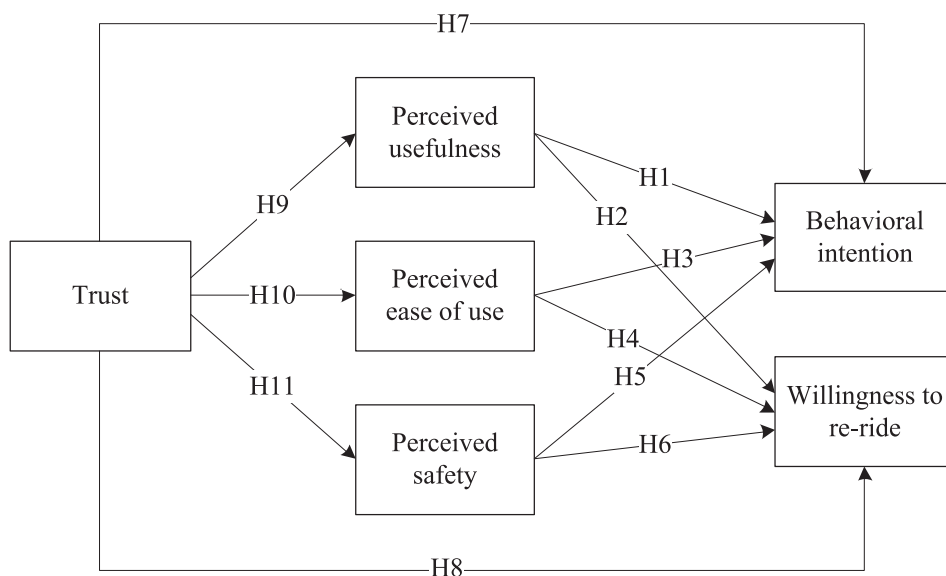 H7
Perceived
usefulness
H1
H9
H2
Behavioral
intention
Trust
H10
Perceived
ease of use
H3
H4
H11
H5
Willingness to
re-ride
Perceived
safety
H6
H8